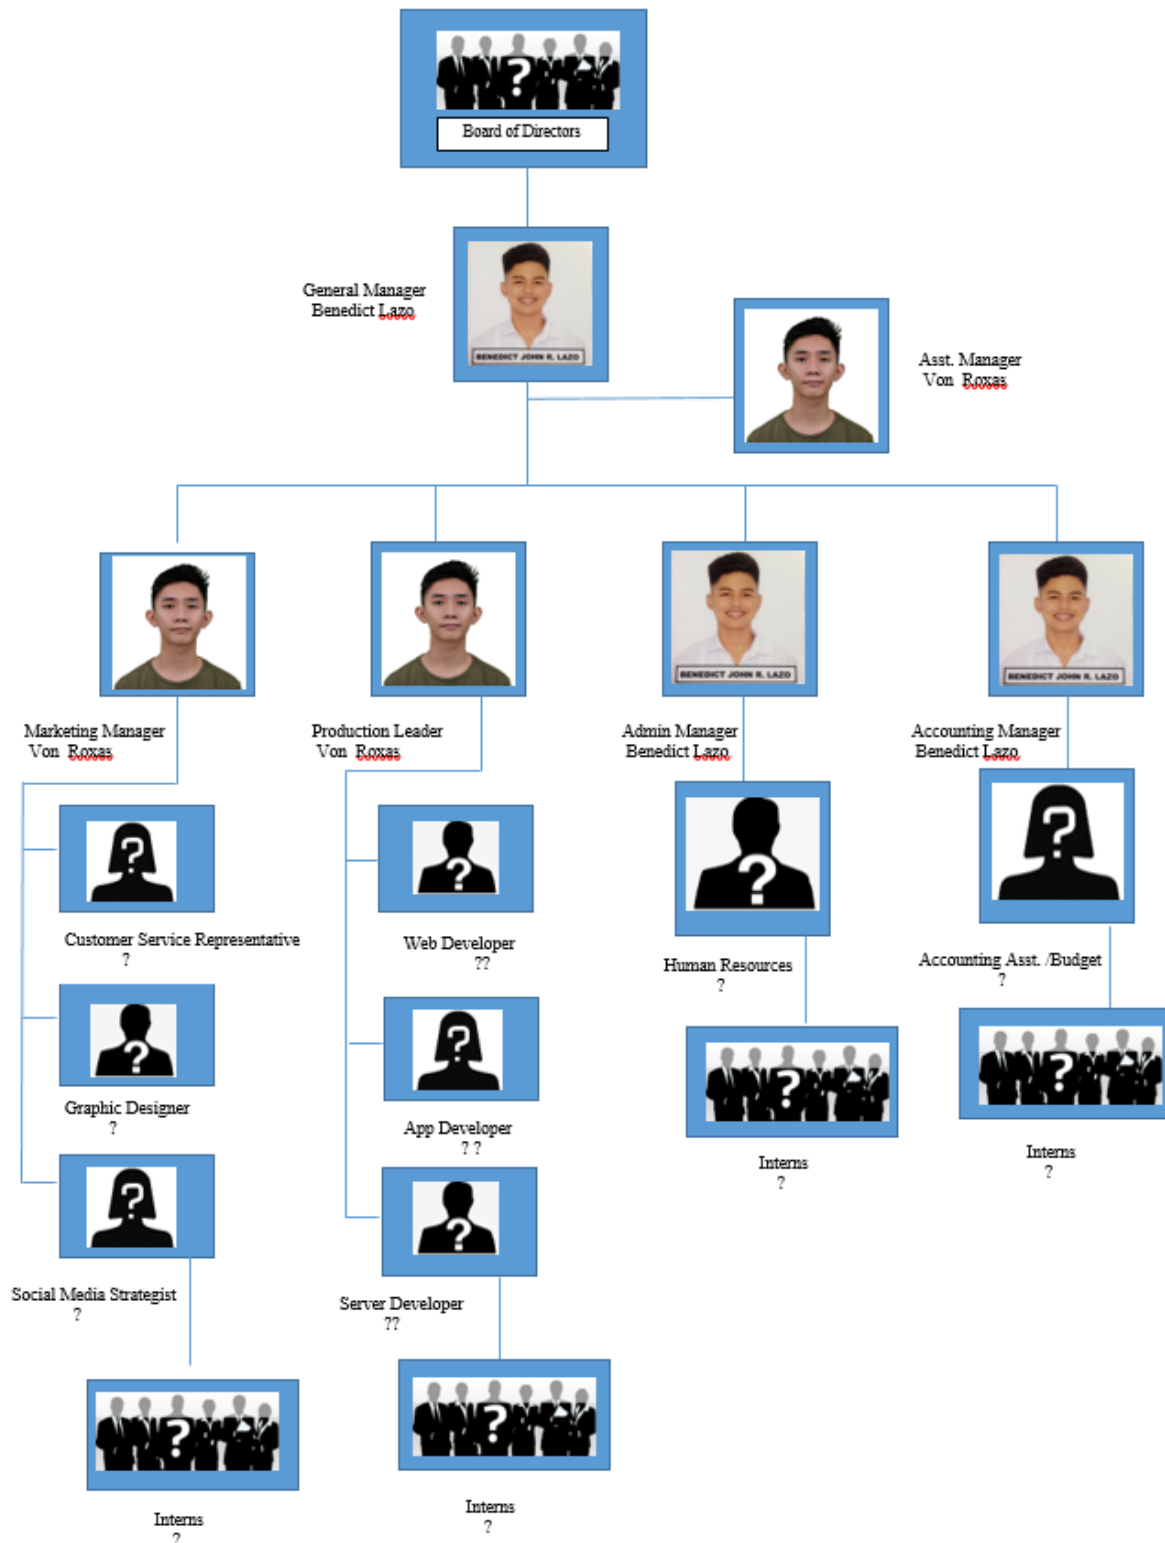 ?
Board of Directors
General Manager
Benedict Lazo
BENEDICT JOHN R. LAZO
Asst. Manager
Von Roxas
Marketing Manager
Von Roxas
Production Leader
Von Roxas
BENEDICT JOHN R. LAZO
Admin Manager
Benedict Lazo
BENEDICT JOHN R. LAZO
Accounting Manager
Benedict Lazo
?
Customer Service Representative
?
?
Graphic Designer
?
?
Social Media Strategist
?
?
Interns
?
?
Web Developer
??
?
App Developer
? ?
?
Server Developer
??
?
Interns
?
?
Human Resources
?
?
Interns
?
?
Accounting Asst. /Budget
?
?
Interns
?